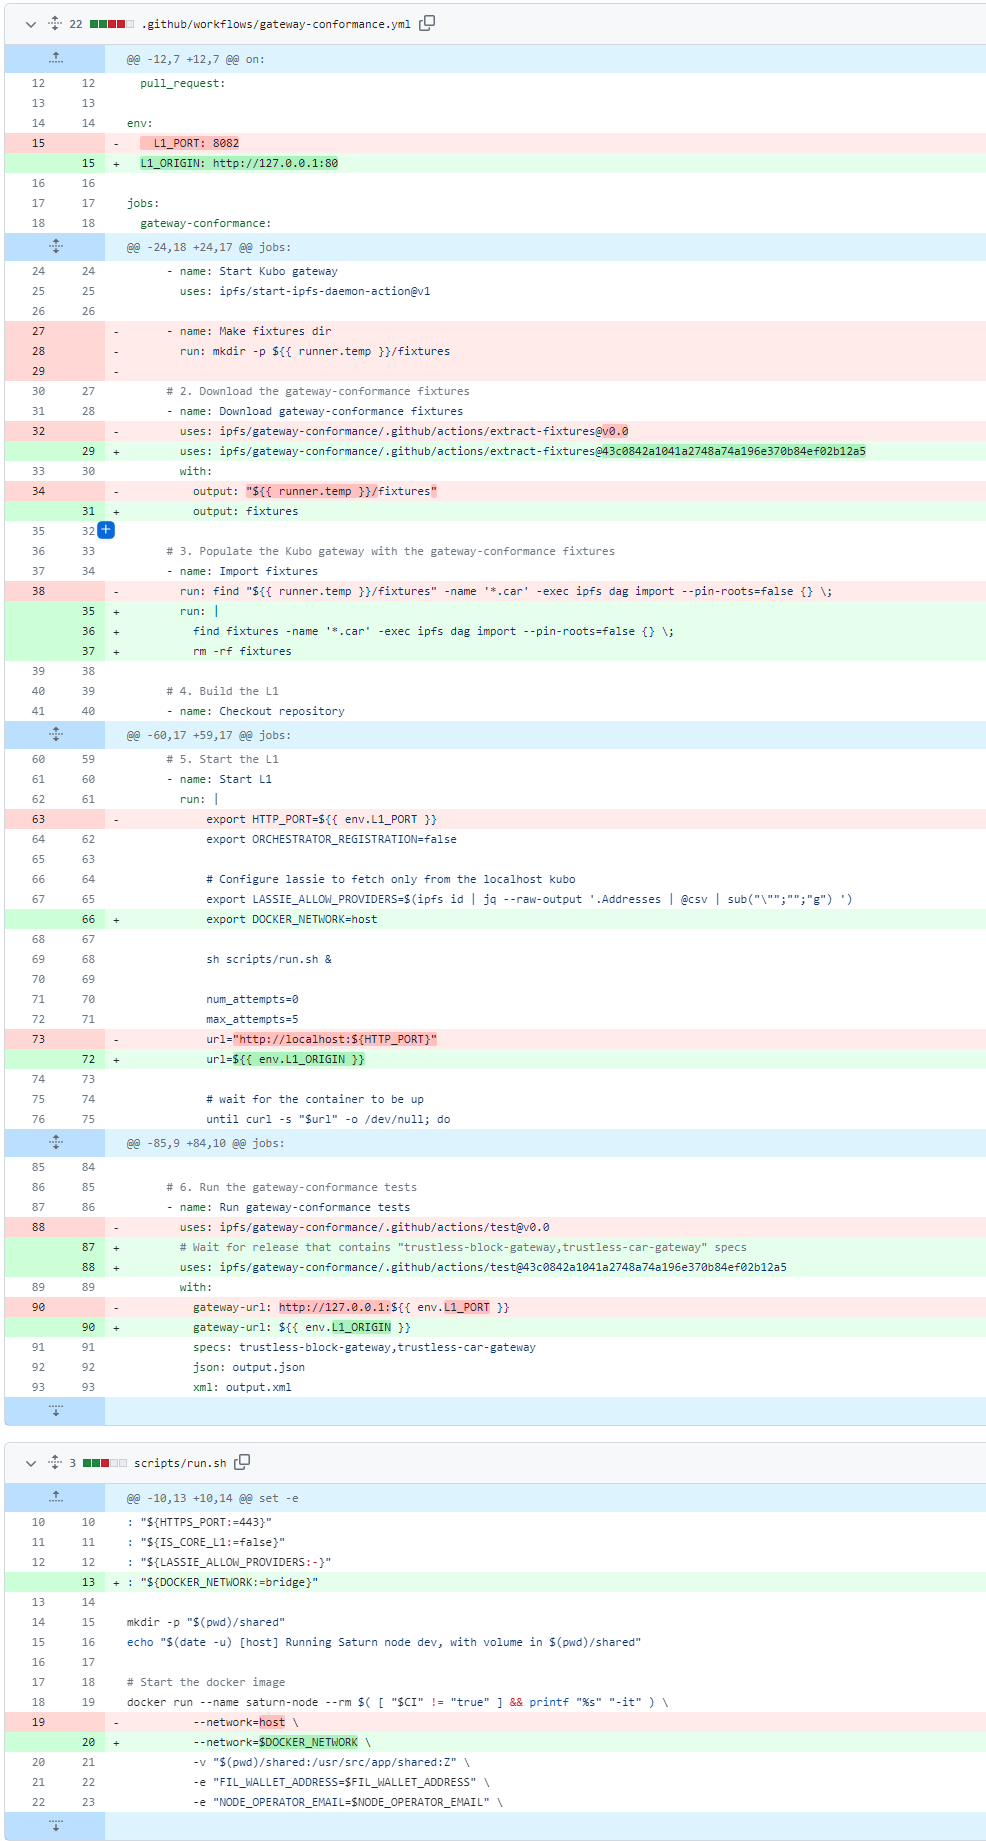 22 .github/workflows/gateway-conformance.yml
@@ -12,7 +12,7 @@ on:
12 12 pull_request:
13 13
14 14 env:
15 - L1_PORT: 8082
15 + L1_ORIGIN: http://127.0.0.1:80
16 16
17 17 jobs:
18 18 gateway-conformance:
@@ -24,18 +24,17 @@ jobs:
24 24 - name: Start Kubo gateway
25 25 uses: ipfs/start-ipfs-daemon-action@v1
26 26
27 - - name: Make fixtures dir
28 - run: mkdir -p ${{ runner.temp }}/fixtures
29 -
30 27 # 2. Download the gateway-conformance fixtures
31 28 - name: Download gateway-conformance fixtures
32 - uses: ipfs/gateway-conformance/.github/actions/extract-fixtures@v0.0
29 + uses: ipfs/gateway-conformance/.github/actions/extract-fixtures@43c0842a1041a2748a74a196e370b84ef02b12a5
33 30 with:
34 - output: "${{ runner.temp }}/fixtures"
31 + output: fixtures
35 32
36 33 # 3. Populate the Kubo gateway with the gateway-conformance fixtures
37 34 - name: Import fixtures
38 - run: find "${{ runner.temp }}/fixtures" -name '*.car' -exec ipfs dag import --pin-roots=false {} \;
35 + run: |
36 + find fixtures -name '*.car' -exec ipfs dag import --pin-roots=false {} \;
37 + rm -rf fixtures
39 38
40 39 # 4. Build the L1
41 40 - name: Checkout repository
@@ -60,17 +59,17 @@ jobs:
60 59 # 5. Start the L1
61 60 - name: Start L1
62 61 run: |
63 - export HTTP_PORT=${{ env.L1_PORT }}
64 62 export ORCHESTRATOR_REGISTRATION=false
65 63
66 64 # Configure lassie to fetch only from the localhost kubo
67 65 export LASSIE_ALLOW_PROVIDERS=$(ipfs id | jq --raw-output '.Addresses | @csv | sub("\"";"";"g") ')
66 + export DOCKER_NETWORK=host
68 67
69 68 sh scripts/run.sh &
70 69
71 70 num_attempts=0
72 71 max_attempts=5
73 - url="http://localhost:${HTTP_PORT}"
72 + url=${{ env.L1_ORIGIN }}
74 73
75 74 # wait for the container to be up
76 75 until curl -s "$url" -o /dev/null; do
@@ -85,9 +84,10 @@ jobs:
85 84
86 85 # 6. Run the gateway-conformance tests
87 86 - name: Run gateway-conformance tests
88 - uses: ipfs/gateway-conformance/.github/actions/test@v0.0
87 + # Wait for release that contains "trustless-block-gateway,trustless-car-gateway" specs
88 + uses: ipfs/gateway-conformance/.github/actions/test@43c0842a1041a2748a74a196e370b84ef02b12a5
89 89 with:
90 - gateway-url: http://127.0.0.1:${{ env.L1_PORT }}
90 + gateway-url: ${{ env.L1_ORIGIN }}
91 91 specs: trustless-block-gateway,trustless-car-gateway
92 92 json: output.json
93 93 xml: output.xml
3 scripts/run.sh
@@ -10,13 +10,14 @@ set -e
10 10 : "${HTTPS_PORT:=443}"
11 11 : "${IS_CORE_L1:=false}"
12 12 : "${LASSIE_ALLOW_PROVIDERS:-}"
13 + : "${DOCKER_NETWORK:=bridge}"
13 14
14 15 mkdir -p "$(pwd)/shared"
15 16 echo "$(date -u) [host] Running Saturn node dev, with volume in $(pwd)/shared"
16 17
17 18 # Start the docker image
18 19 docker run --name saturn-node --rm $( [ "$CI" != "true" ] && printf "%s" "-it" ) \
19 - --network=host \
20 + --network=$DOCKER_NETWORK \
20 21 -v "$(pwd)/shared:/usr/src/app/shared:Z" \
21 22 -e "FIL_WALLET_ADDRESS=$FIL_WALLET_ADDRESS" \
22 23 -e "NODE_OPERATOR_EMAIL=$NODE_OPERATOR_EMAIL" \